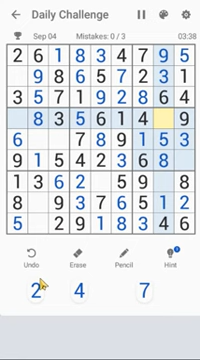 Daily Challenge
Sep 04 Mistakes: 0 / 3 03:38
2 6 1 8 3 4 7 9 5
9 8 6 5 7 2 3 1
3 5 7 1 9 2 8 6 4
8 3 5 6 1 4 9
6 7 8 9 1 5 3
9 1 5 4 2 3 6 8
1 3 6 2 5 9 8
8 9 3 7 6 5 1 2
5 2 9 1 8 3 4 6
Undo Erase Pencil Hint
2 4 7